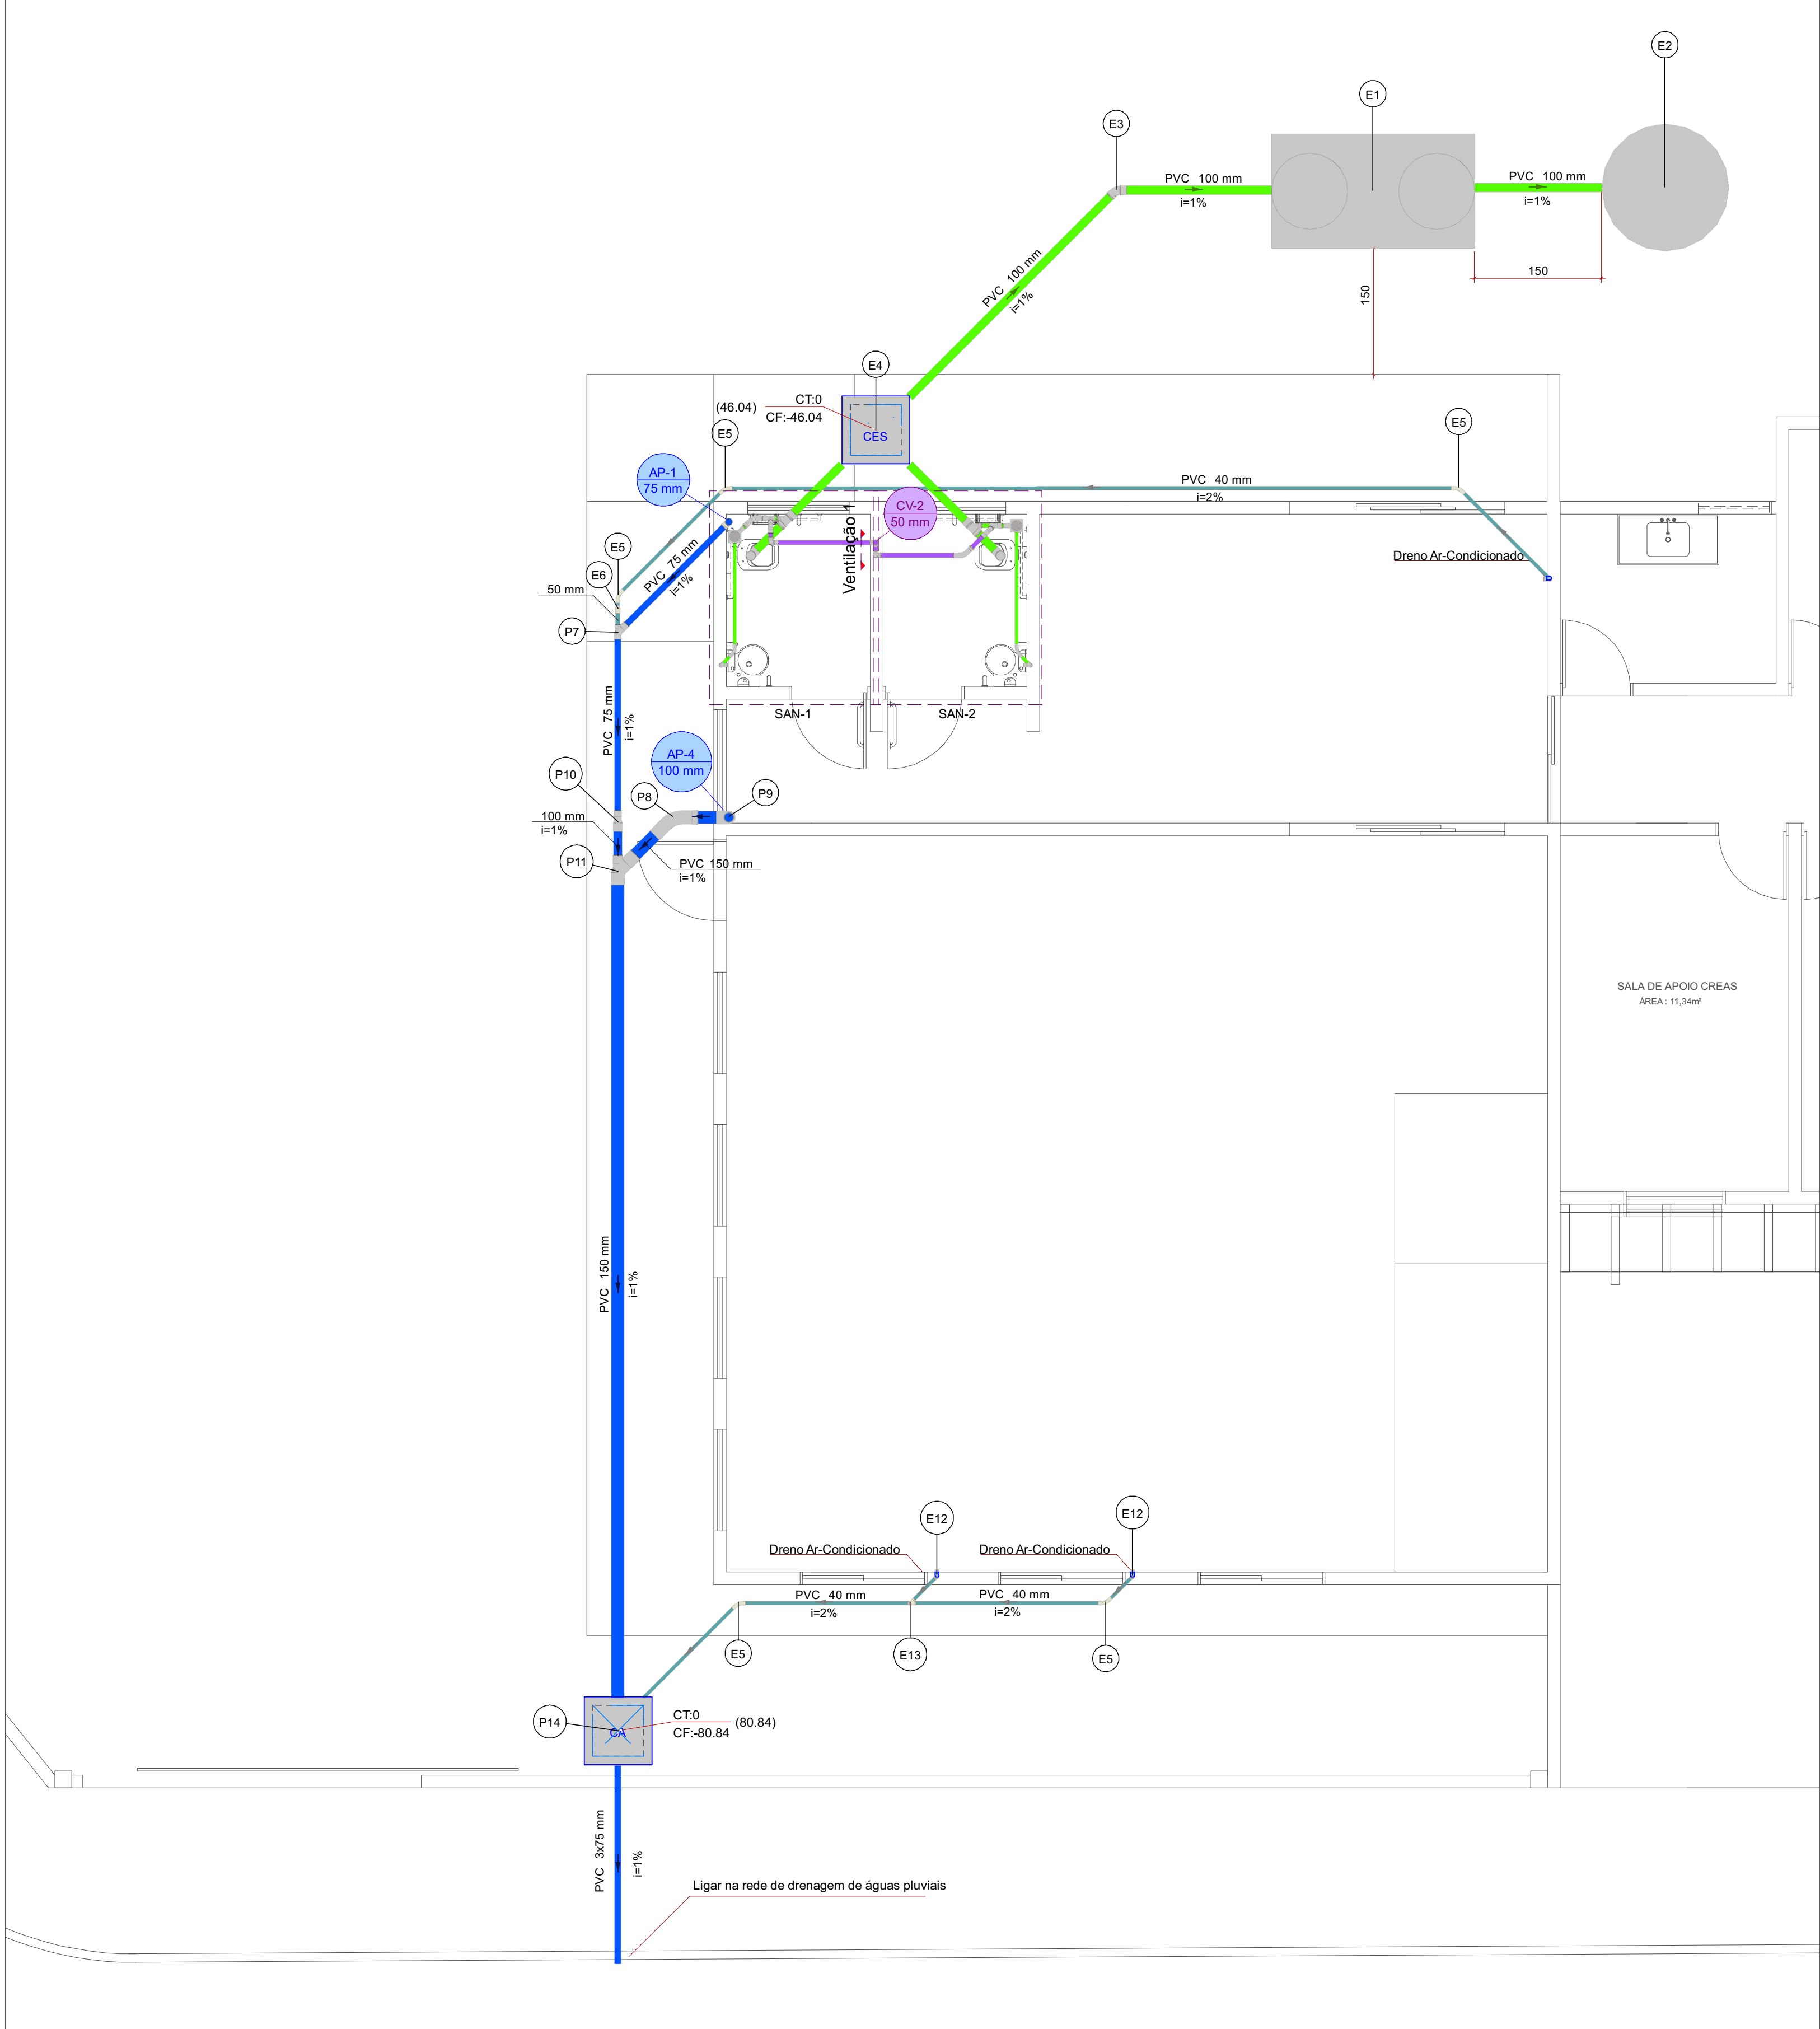 E2
E1
E3
PVC 100 mm
i=1%
PVC 100 mm
i=1%
150
150
PVC 100 mm
i=1%
E4
CT:0
(46.04)
CF:-46.04
CES
E5
E5
AP-1
75 mm
PVC 40 mm
i=2%
CV-2
50 mm
Ventilação 1
Dreno Ar-Condicionado
E5
E6
PVC 75 mm
i=1%
50 mm
P7
SAN-1
SAN-2
PVC 75 mm
i=1%
AP-4
100 mm
P10
P8
P9
100 mm
i=1%
P11
PVC 150 mm
i=1%
SALA DE APOIO CREAS
ÁREA : 11,34m²
PVC 150 mm
i=1%
E12
E12
Dreno Ar-Condicionado
Dreno Ar-Condicionado
PVC 40 mm
i=2%
PVC 40 mm
i=2%
E5
E13
E5
P14
CA
CT:0
CF:-80.84
(80.84)
PVC 3x75 mm
i=1%
Ligar na rede de drenagem de águas pluviais